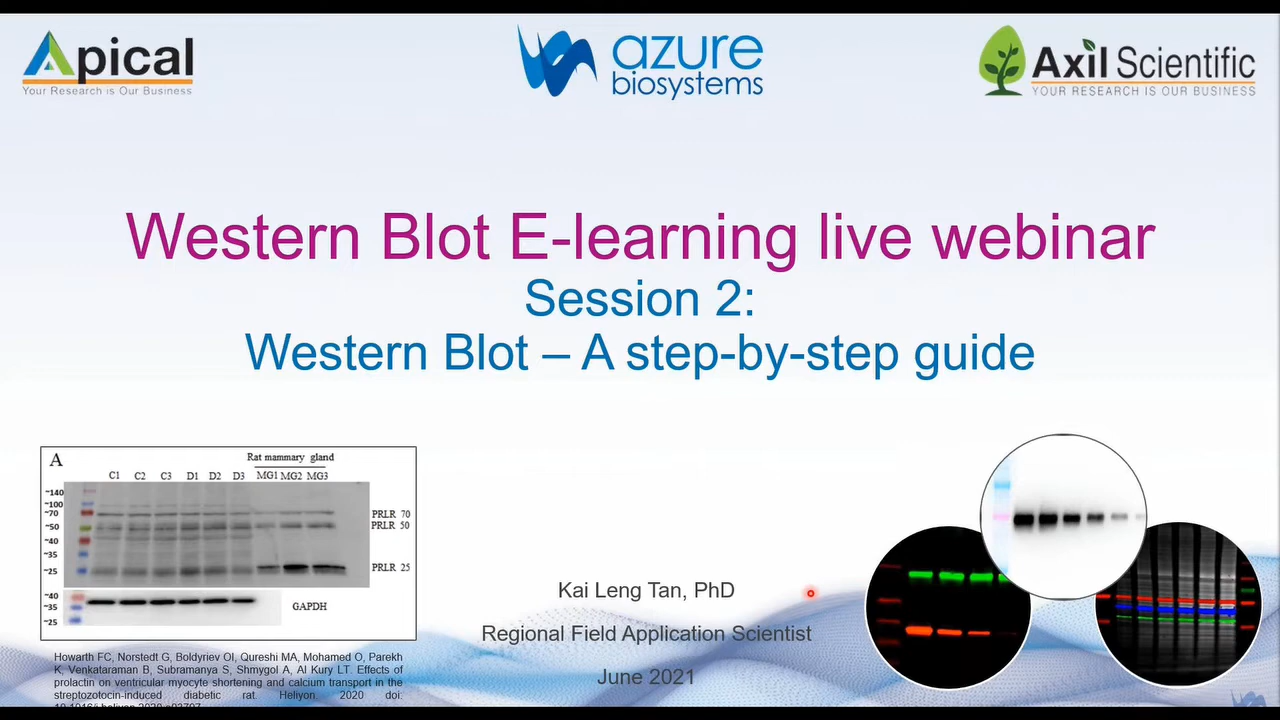 Apical
Your Research is Our Business
azure
biosystems
Axil Scientific
YOUR RESEARCH IS OUR BUSINESS
Western Blot E-learning live webinar
Session 2:
Western Blot – A step-by-step guide
A
Rat mammary gland
C1 C2 C3 D1 D2 D3 MG1 MG2 MG3
~140
~100
~70 PRLR 70
~50 PRLR 50
~40
~35
~25 PRLR 25
~40
~35 GAPDH
~25
Kai Leng Tan, PhD
Regional Field Application Scientist
June 2021
Howarth FC, Norstedt G, Boldyriev OI, Qureshi MA, Mohamed O, Parekh
K, Venkataraman B, Subramanya S, Shmygol A, Al Kury LT. Effects of
prolactin on ventricular myocyte shortening and calcium transport in the
streptozotocin-induced diabetic rat. Heliyon. 2020 doi.